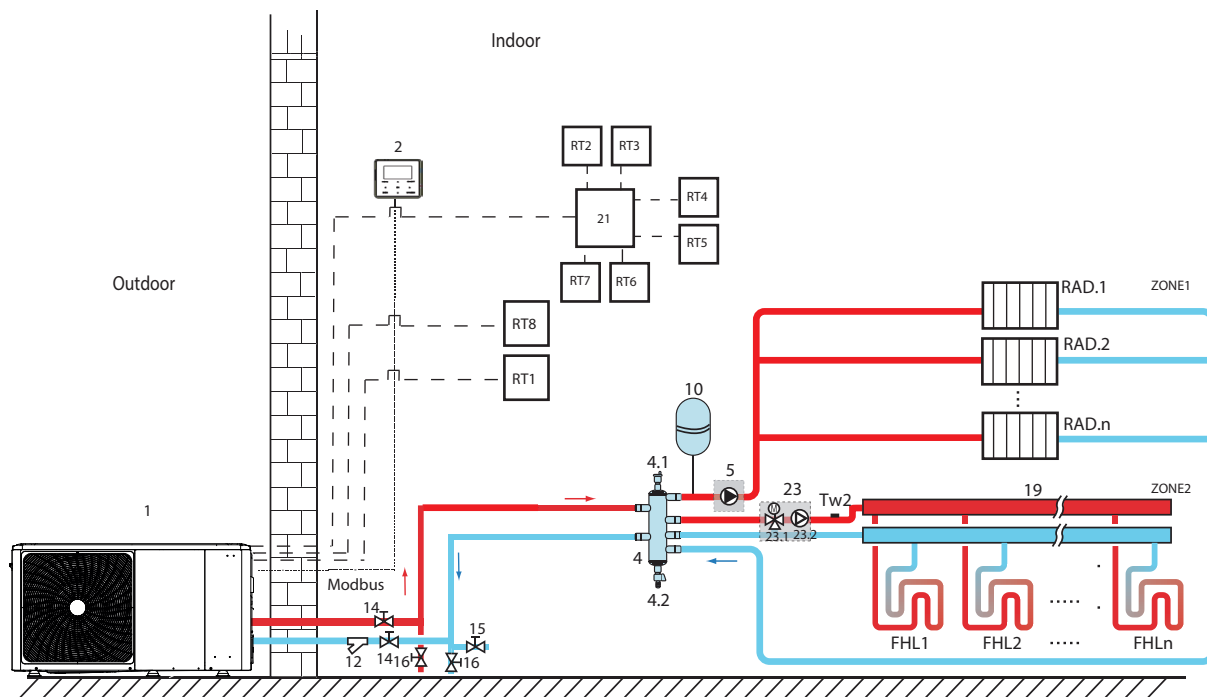 Indoor
2
RT2
RT3
RT4
21
RT5
RT7
RT6
Outdoor
RAD.1
ZONE1
RT8
RAD.2
RT1
10
RAD.n
4.1
5
23
19
Tw2
ZONE2
M
1
23.1
23.2
4
Modbus
4.2
14
15
12
14
16
16
FHL1
FHL2
FHLn